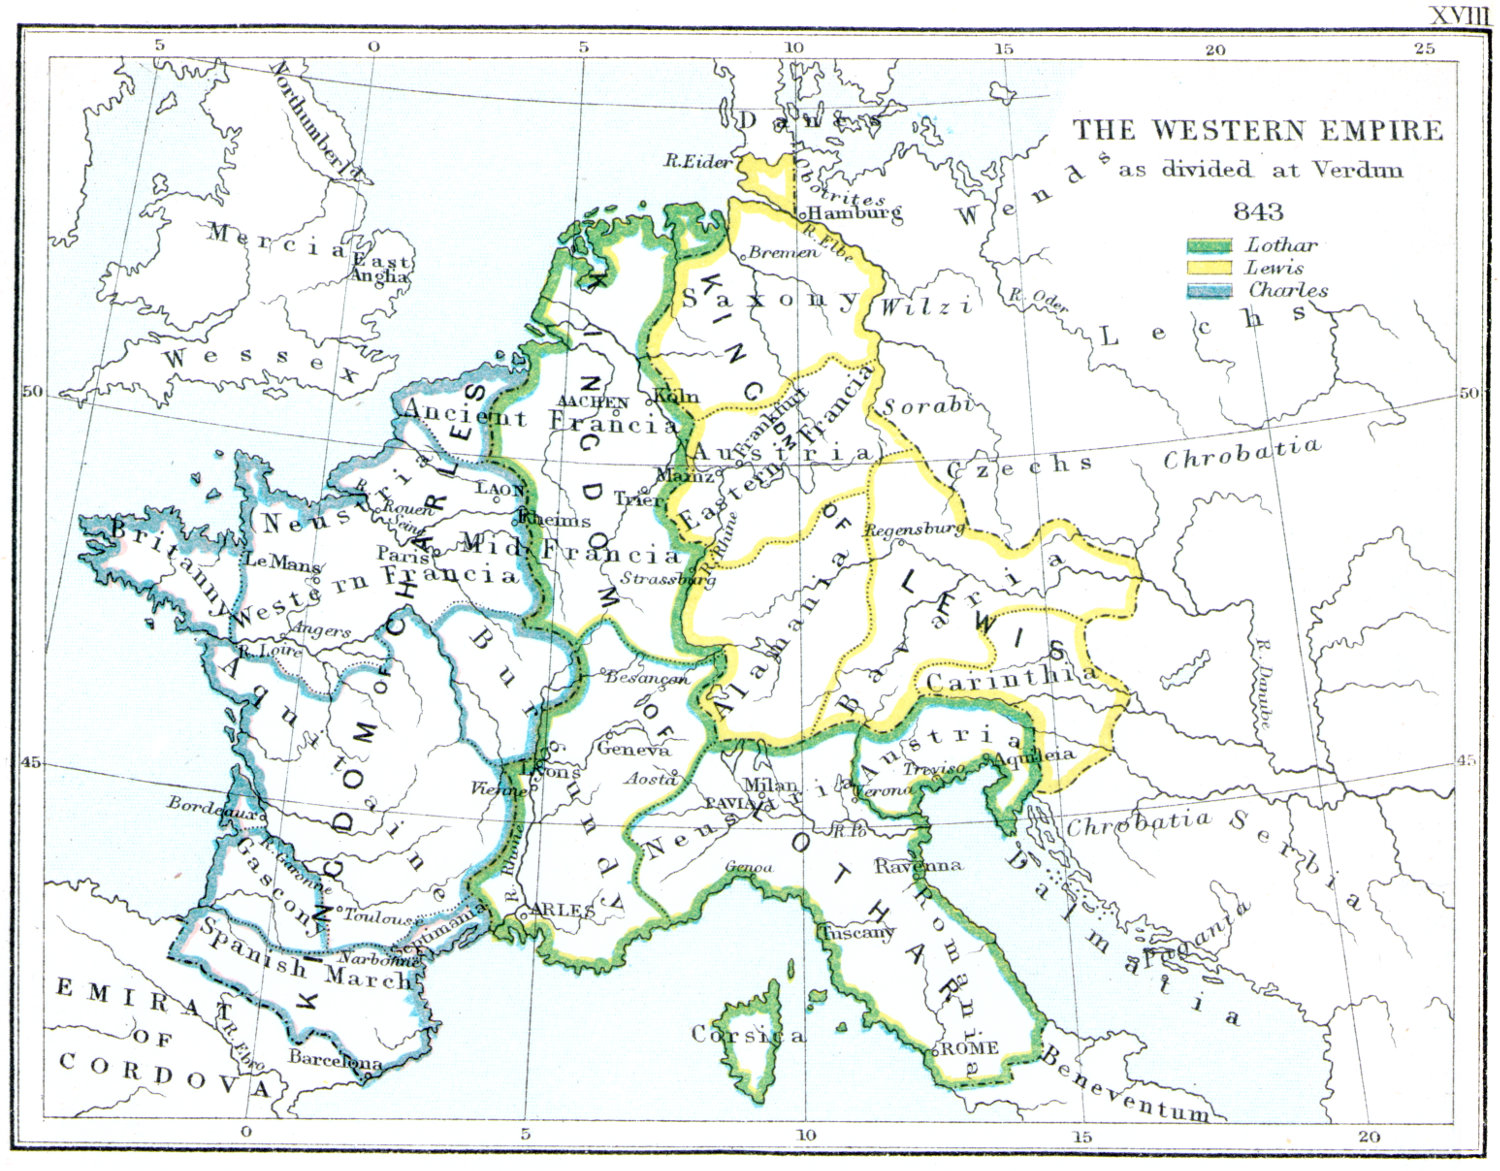 XVIII
5 0 5 10 15 20 25
THE WESTERN EMPIRE
as divided at Verdun
843
Lothar
Lewis
Charles
Northumberld
Danes
R. Eider
Obotrites
Hamburg
Wends
R. Elbe
Mercia
East
Anglia
Bremen
Saxony
Wilzi
R. Oder
Lechs
Wessex
50
50
AACHEN
Köln
Ancient Francia
Frankfurt
Sorabi
Austria
Eastern Francia
Czechs
Chrobatia
Mainz
Trier
LAON
Neustria
R. Seine
Rouen
Rheims
Regensburg
Britanny
Le Mans
Paris
Mid Francia
Western Francia
Strassburg
R. Rhine
Angers
R. Loire
KINGDOM OF LOTHAR
KINGDOM OF LEWIS
KINGDOM OF CHARLES
Alamania
Bavaria
Carinthia
R. Danube
Aquitaine
Burgundy
Besançon
Geneva
Lyons
Aosta
Vienne
Austria
Aquileia
Treviso
Verona
Milan
PAVIA
Neustria
R. Po
45
45
Bordeaux
R. Garonne
Gascony
R. Rhone
Genoa
Ravenna
Chrobatia
Serbia
Dalmatia
Toulouse
ARLES
Septimania
Narbonne
Tuscany
Romania
Pagania
Spanish March
EMIRAT
OF
CORDOVA
R. Ebro
Barcelona
Corsica
ROME
Beneventum
0 5 10 15 20